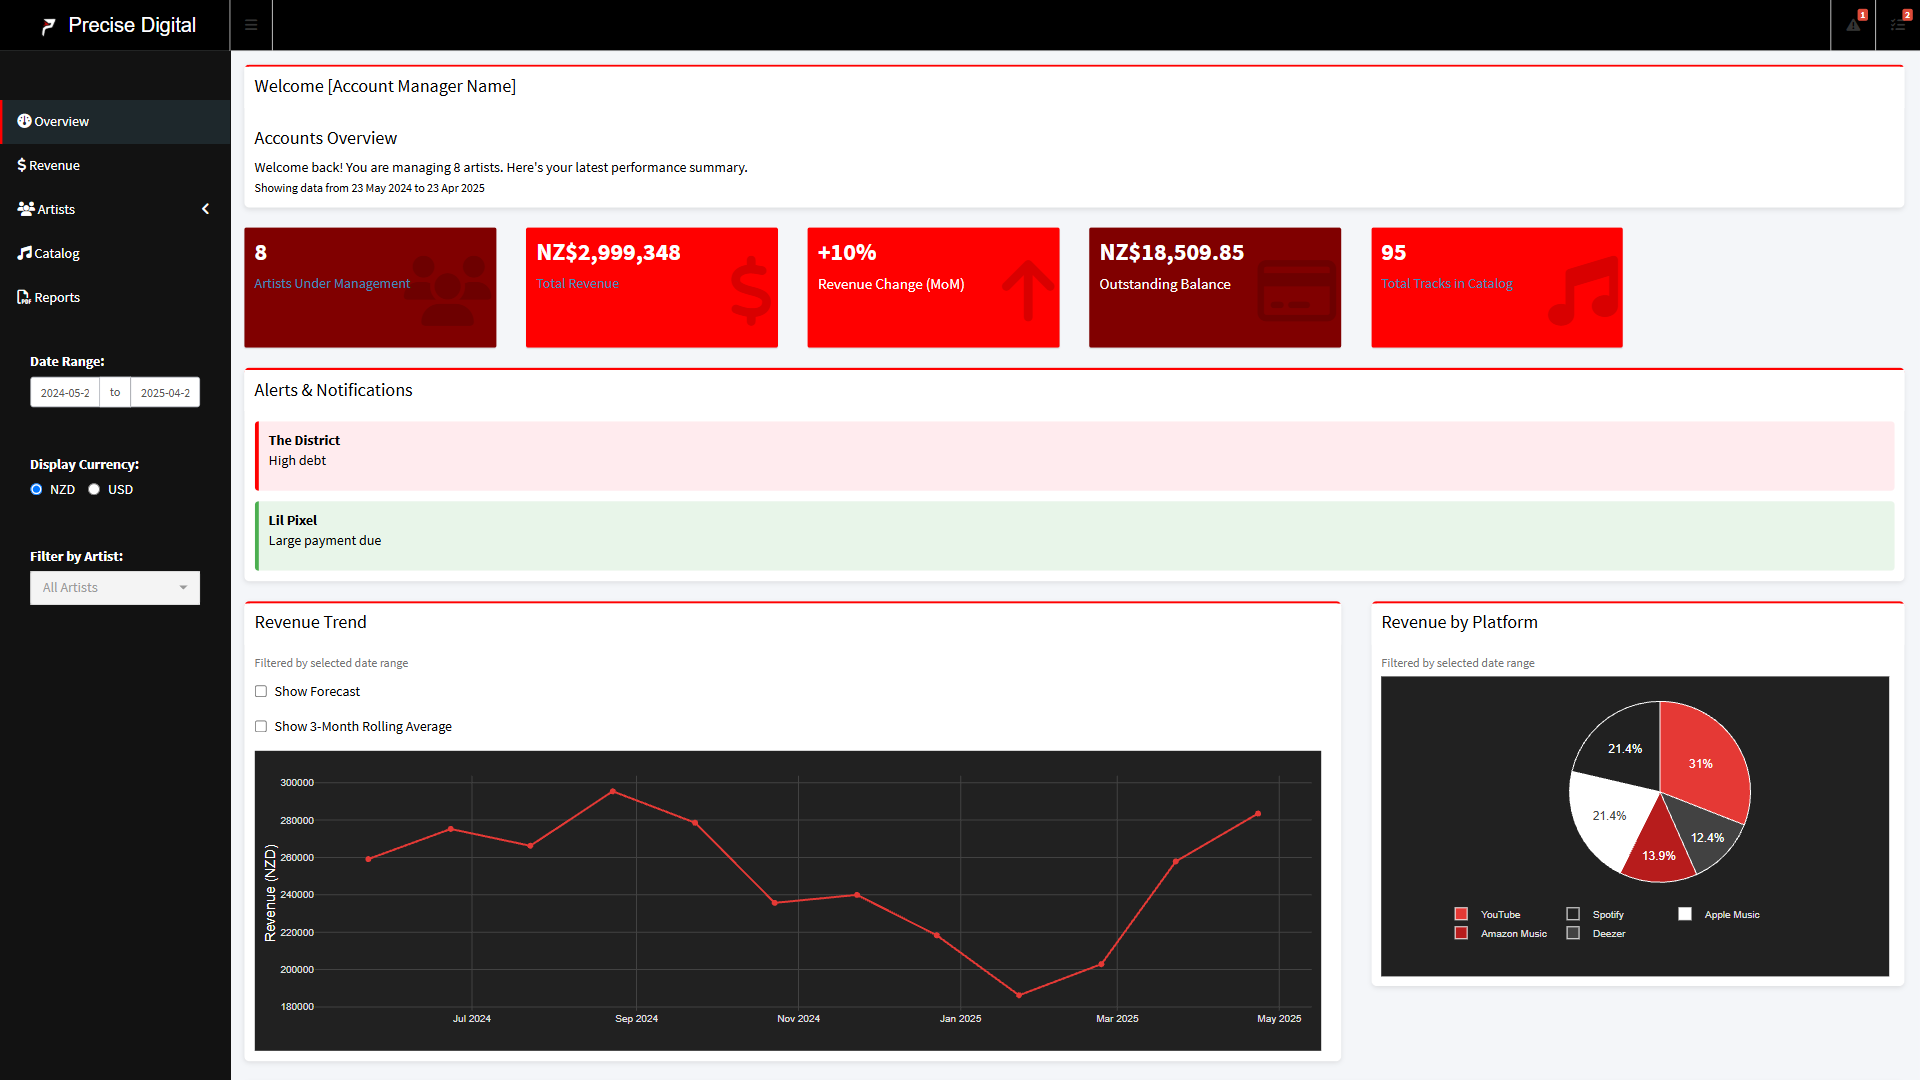 Precise Digital
1
2
Overview
Revenue
Artists
Catalog
Reports
Date Range:
2024-05-2 to 2025-04-2
Display Currency:
NZD USD
Filter by Artist:
All Artists
Welcome [Account Manager Name]
Accounts Overview
Welcome back! You are managing 8 artists. Here's your latest performance summary.
Showing data from 23 May 2024 to 23 Apr 2025
8
Artists Under Management
NZ$2,999,348
Total Revenue
+10%
Revenue Change (MoM)
NZ$18,509.85
Outstanding Balance
95
Total Tracks in Catalog
Alerts & Notifications
The District
High debt
Lil Pixel
Large payment due
Revenue Trend
Filtered by selected date range
Show Forecast
Show 3-Month Rolling Average
Revenue (NZD)
300000
280000
260000
240000
220000
200000
180000
Jul 2024 Sep 2024 Nov 2024 Jan 2025 Mar 2025 May 2025
Revenue by Platform
Filtered by selected date range
21.4% 31%
21.4% 12.4%
13.9%
YouTube Spotify Apple Music
Amazon Music Deezer